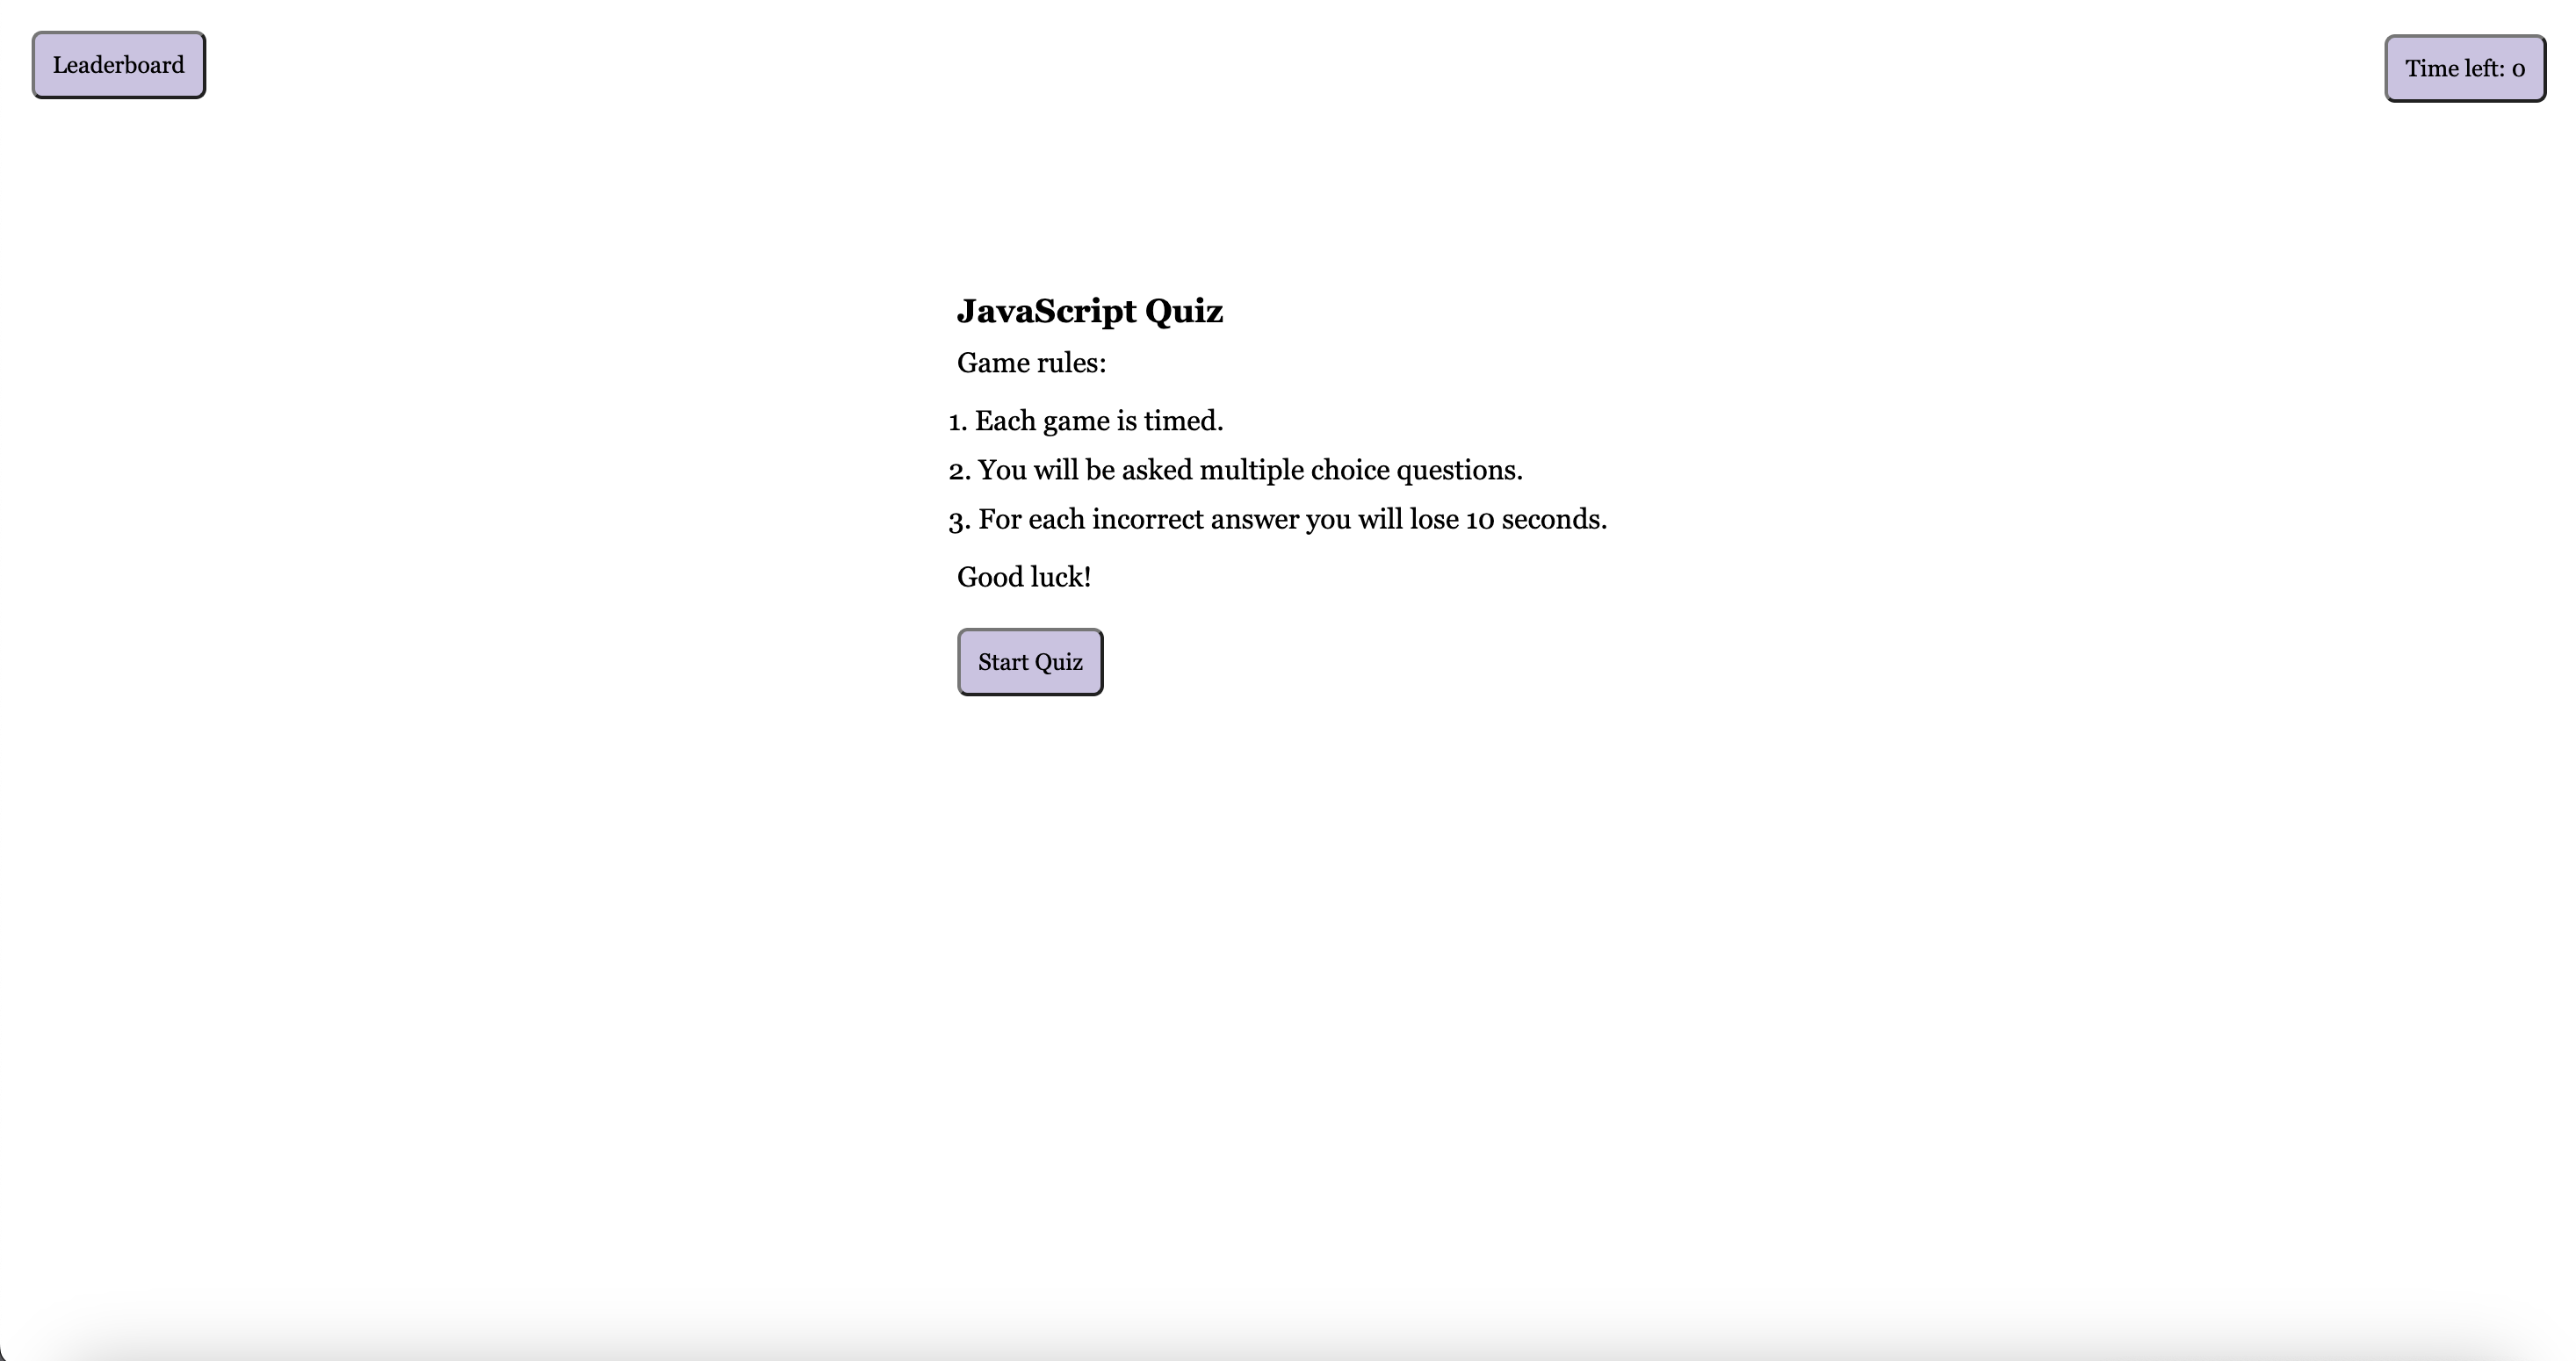 Leaderboard
Time left: 0
JavaScript Quiz
Game rules:
1. Each game is timed.
2. You will be asked multiple choice questions.
3. For each incorrect answer you will lose 10 seconds.
Good luck!
Start Quiz